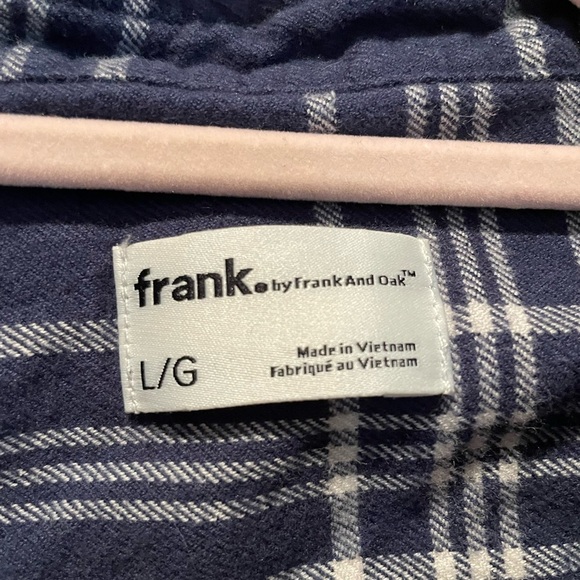 frank. by Frank And Oak™
L/G
Made in Vietnam
Fabriqué au Vietnam